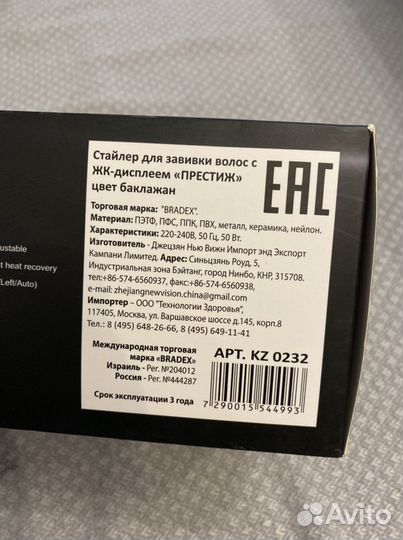 Стайлер для завивки волос с
ЖК-дисплеем «ПРЕСТИЖ»
цвет баклажан
EAC
Торговая марка: "BRADEX".
Материал: ПЭТФ, ПФС, ППК, ПВХ, металл, керамика, нейлон.
Характеристики: 220-240В, 50 Гц, 50 Вт.
Изготовитель - Джецзян Нью Вижн Импорт энд Экспорт
Кампани Лимитед. Адрес: Синьцзянь Роуд, 5,
Индустриальная зона Бэйтанг, город Нинбо, КНР, 315708.
тел:+86-574-6560937, факс:+86-574-6560938,
e-mail: zhejiangnewvision.china@gmail.com
Импортер – ООО "Технологии Здоровья",
117405, Москва, ул. Варшавское шоссе д.145, корп.8
Тел.: 8 (495) 648-26-66, 8 (495) 649-11-41
Международная торговая
марка «BRADEX»
Израиль - Рег. №204012
Россия - Рег. №444287
Срок эксплуатации 3 года
АРТ. KZ 0232
7 290015 544993
justable
t heat recovery
/Left/Auto)
Avito